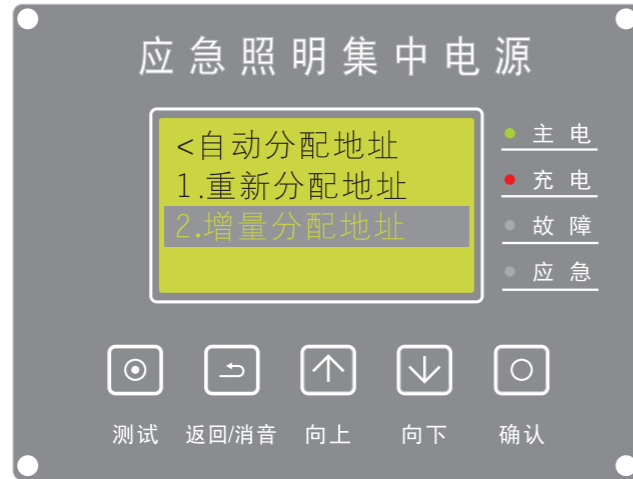 应急照明集中电源
<自动分配地址
1.重新分配地址
2.增量分配地址
主电
充电
故障
应急
测试 返回/消音 向上 向下 确认